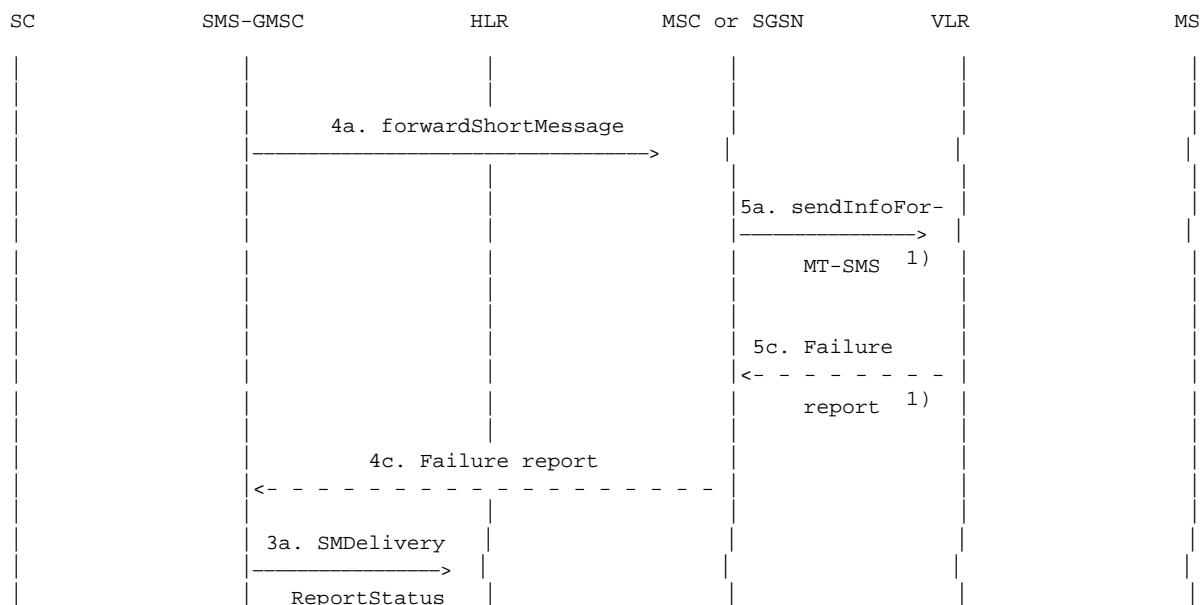 SC SMS-GMSC HLR MSC or SGSN VLR MS
4a. forwardShortMessage
5a. sendInfoFor-
MT-SMS 1)
5c. Failure
report 1)
4c. Failure report
3a. SMDelivery
ReportStatus